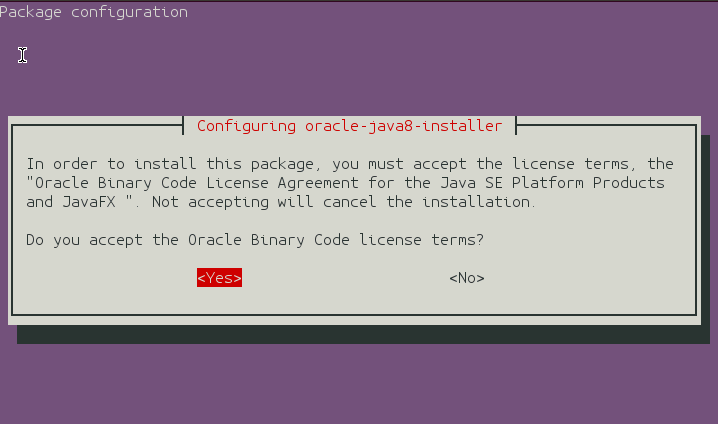 Package configuration
Configuring oracle-java8-installer
In order to install this package, you must accept the license terms, the
"Oracle Binary Code License Agreement for the Java SE Platform Products
and JavaFX ". Not accepting will cancel the installation.
Do you accept the Oracle Binary Code license terms?
<Yes> <No>